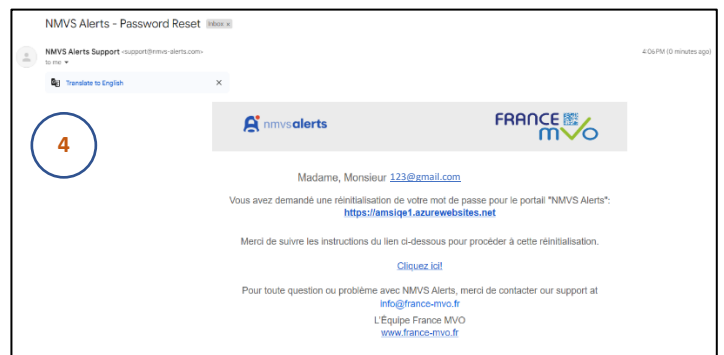 NMVS Alerts - Password Reset Inbox x
NMVS Alerts Support <support@nmvs-alerts.com>
4:06 PM (0 minutes ago)
to me
Translate to English ×
4
nmvsalerts
FRANCE
mvo
Madame, Monsieur 123@gmail.com
Vous avez demandé une réinitialisation de votre mot de passe pour le portail "NMVS Alerts":
https://amsiqe1.azurewebsites.net
Merci de suivre les instructions du lien ci-dessous pour procéder à cette réinitialisation.
Cliquez ici!
Pour toute question ou problème avec NMVS Alerts, merci de contacter our support at
info@france-mvo.fr
L'Équipe France MVO
www.france-mvo.fr